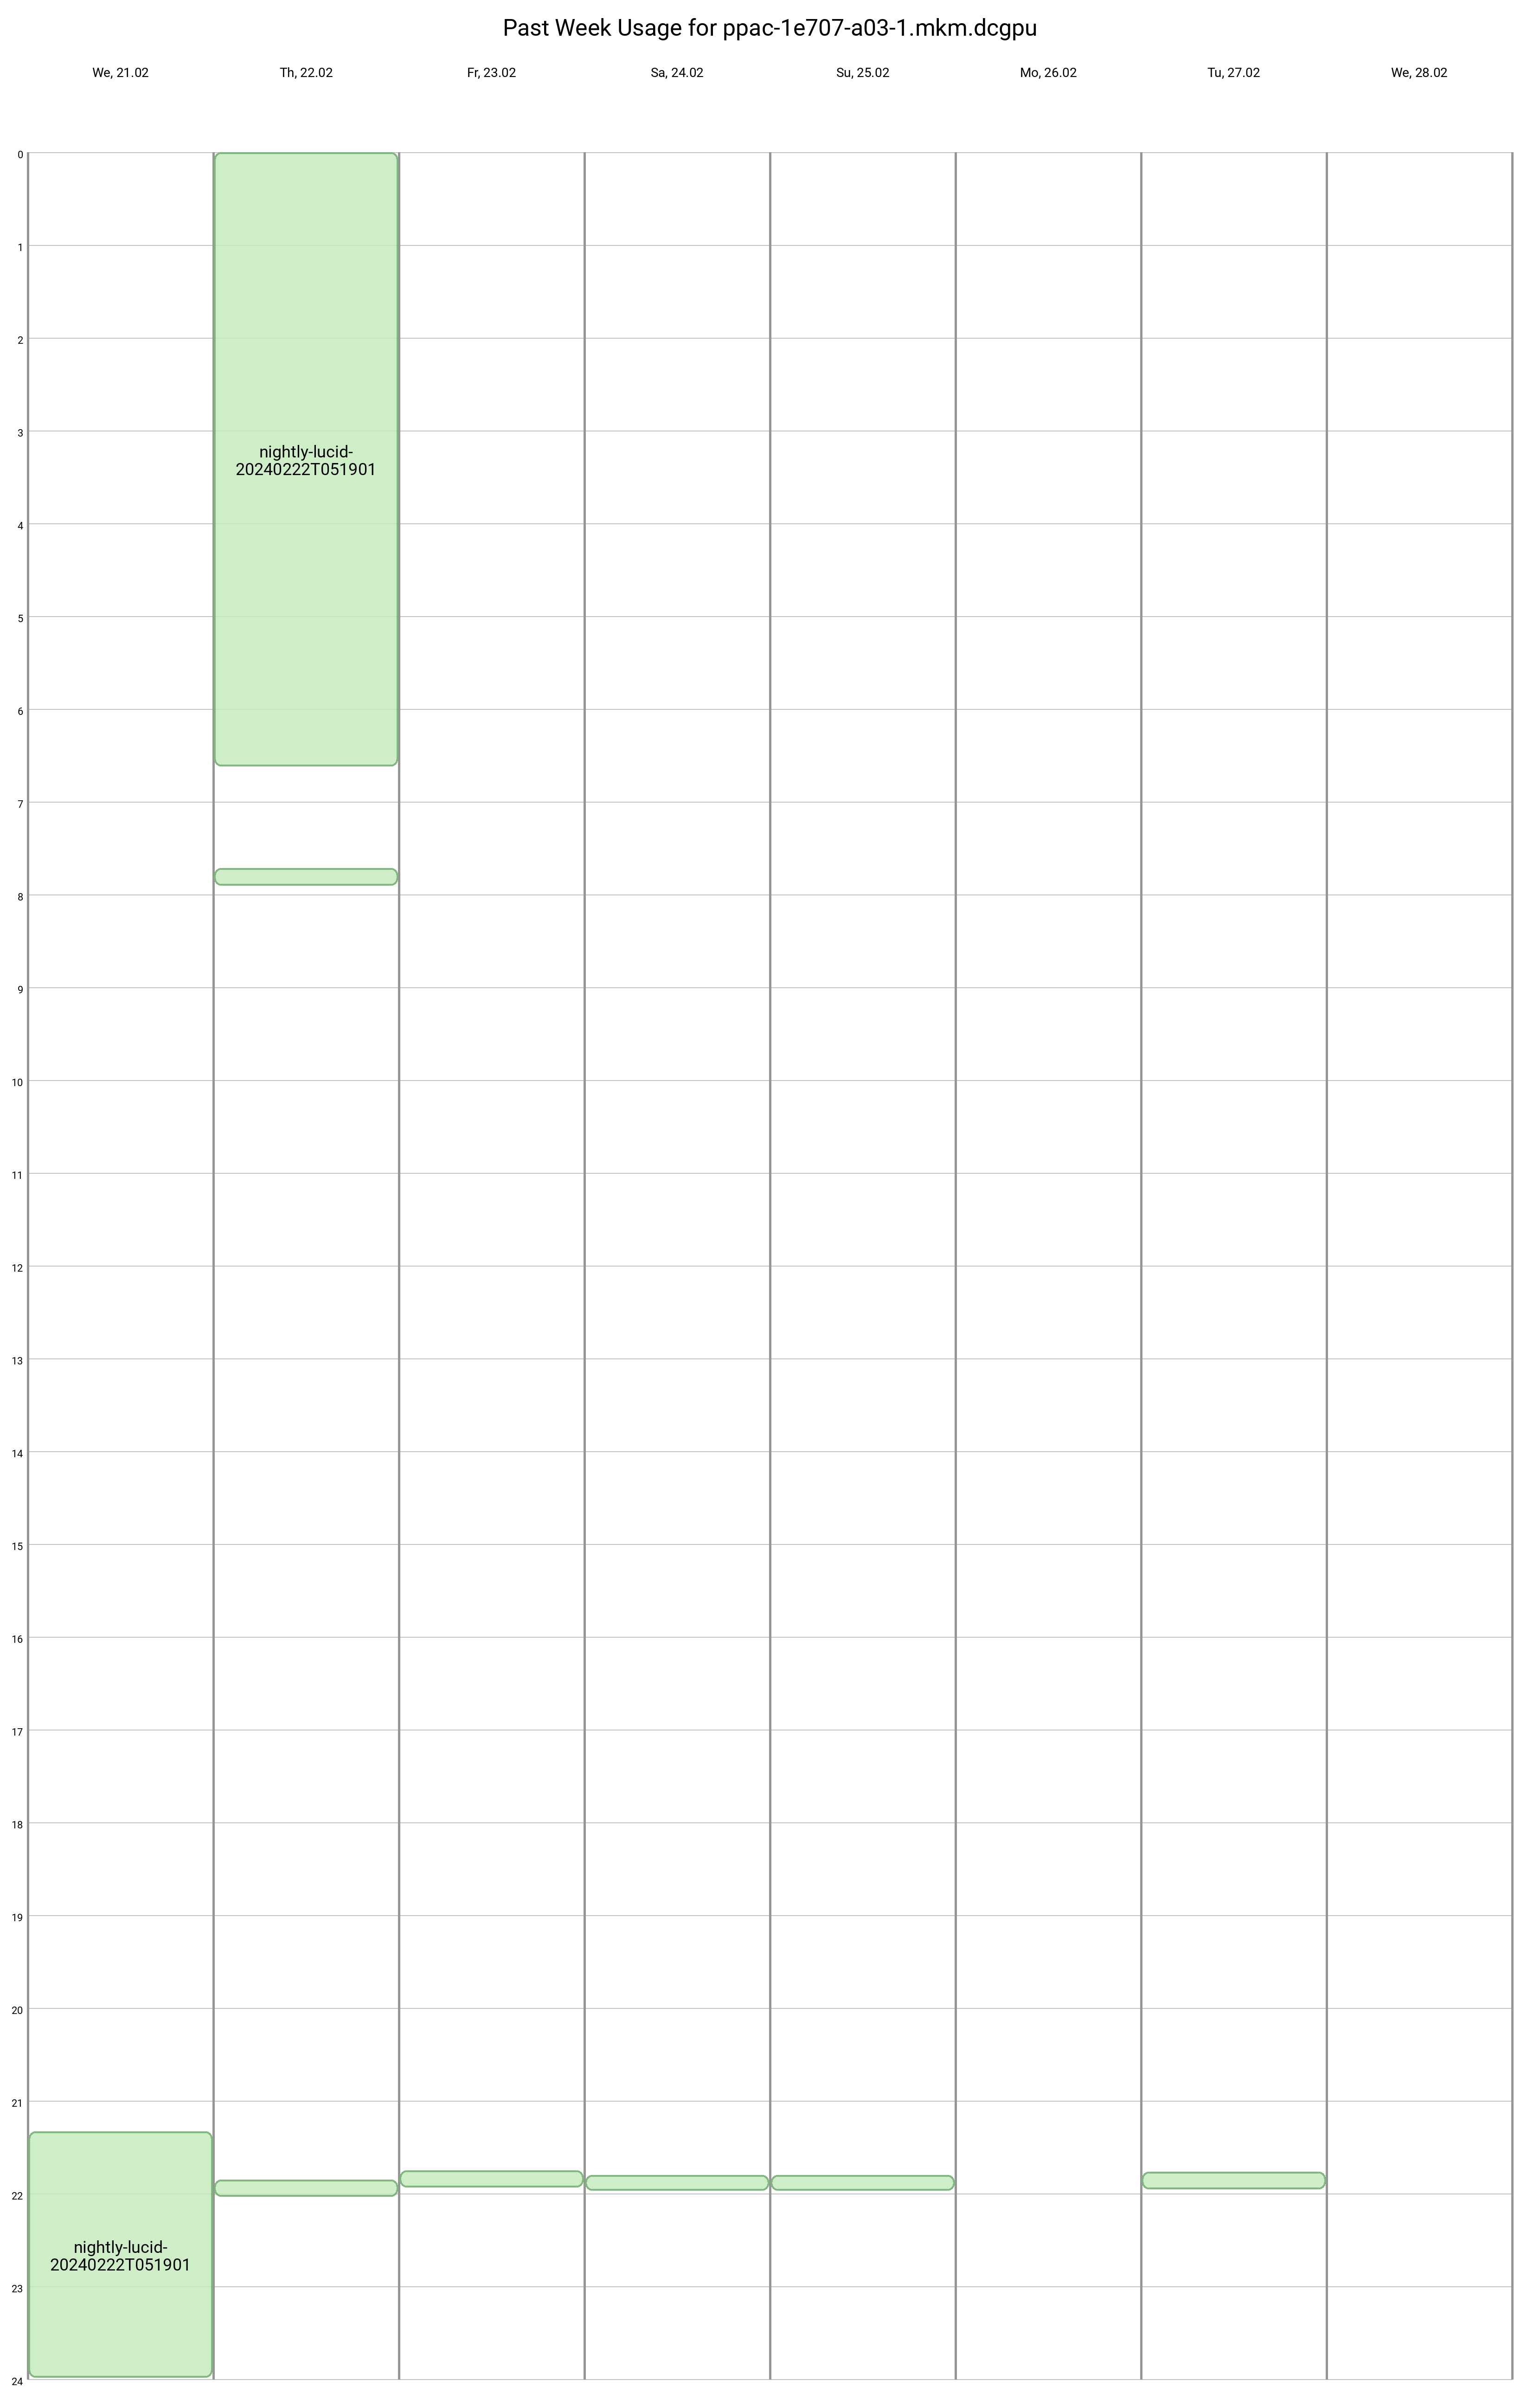 Past Week Usage for ppac-1e707-a03-1.mkm.dcgpu
We, 21.02
Th, 22.02
Fr, 23.02
Sa, 24.02
Su, 25.02
Mo, 26.02
Tu, 27.02
We, 28.02
0
1
2
3
nightly-lucid-
20240222T051901
4
5
6
7
8
9
10
11
12
13
14
15
16
17
18
19
20
21
22
nightly-lucid-
20240222T051901
23
24